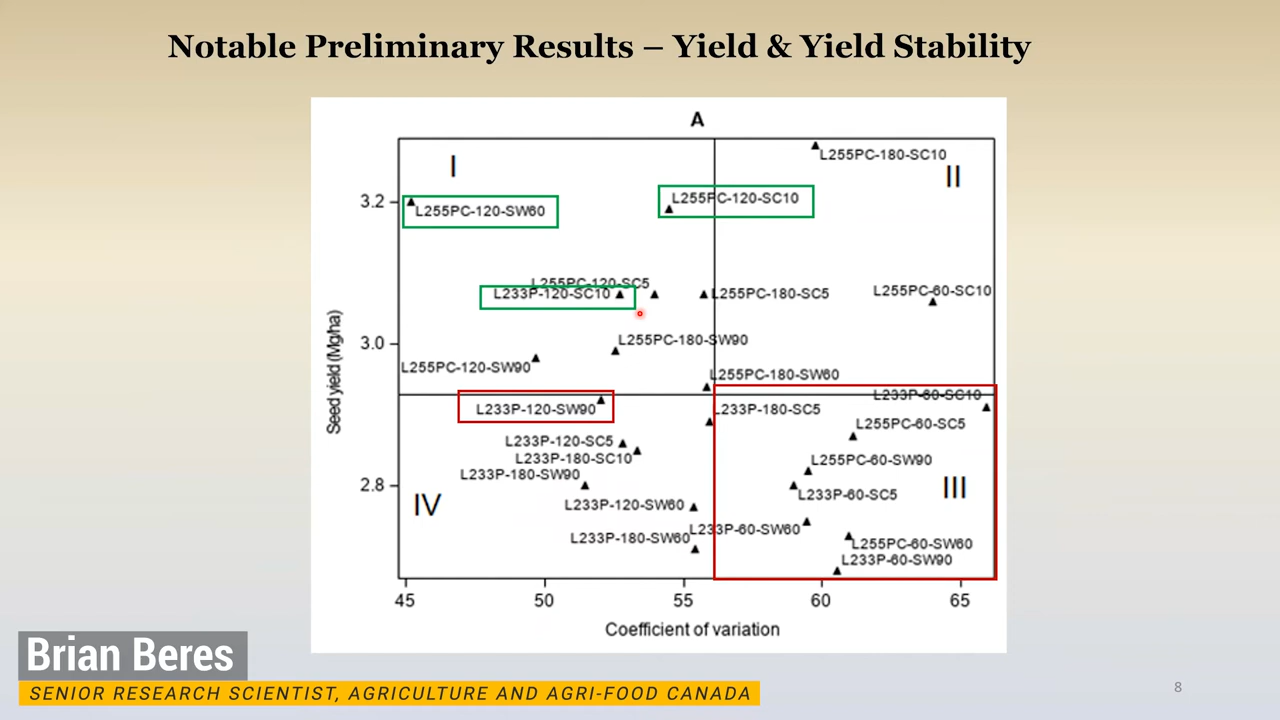 Notable Preliminary Results – Yield & Yield Stability
A
I
II
L255PC-180-SC10
3.2
L255PC-120-SW60
L255PC-120-SC10
L255PC-120-SC5
L233P-120-SC10
L255PC-180-SC5
L255PC-60-SC10
3.0
L255PC-180-SW90
L255PC-120-SW90
L255PC-180-SW60
Seed yield (Mg/ha)
L233P-60-SC10
L233P-120-SW90
L233P-180-SC5
L255PC-60-SC5
L233P-120-SC5
L233P-180-SC10
L255PC-60-SW90
L233P-180-SW90
2.8
L233P-60-SC5
III
IV
L233P-120-SW60
L233P-60-SW60
L233P-180-SW60
L255PC-60-SW60
L233P-60-SW90
45 50 55 60 65
Coefficient of variation
Brian Beres
SENIOR RESEARCH SCIENTIST, AGRICULTURE AND AGRI-FOOD CANADA
8